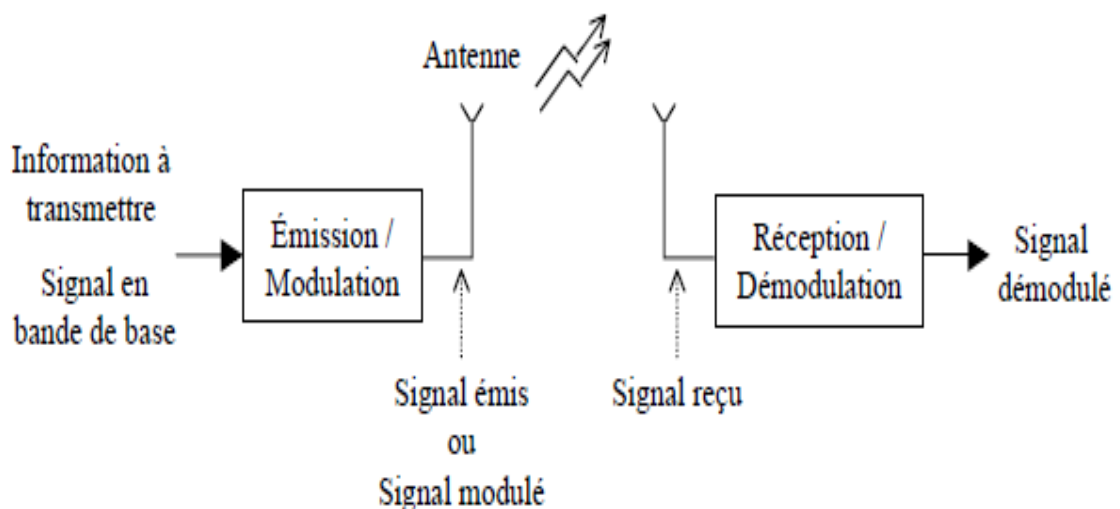 Antenne
Information à
transmettre
Signal en
bande de base
Émission /
Modulation
Signal émis
ou
Signal modulé
Signal reçu
Réception /
Démodulation
Signal
démodulé